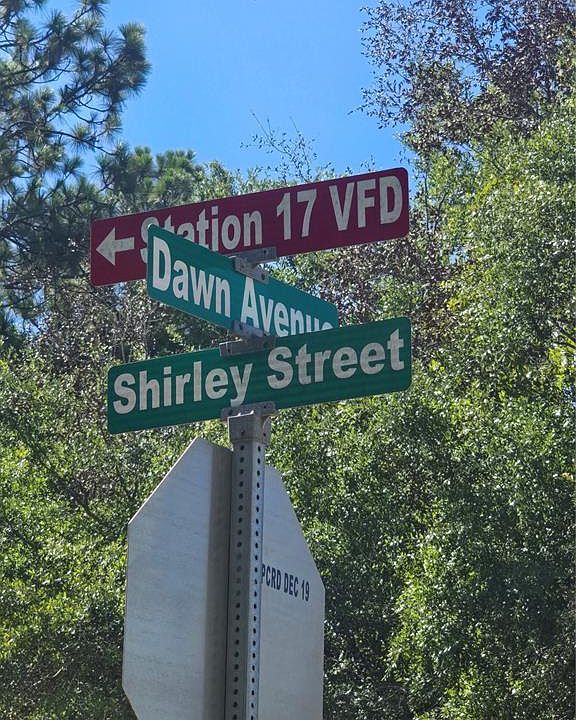 Station 17 VFD
Dawn Avenue
Shirley Street
PCRD DEC 19